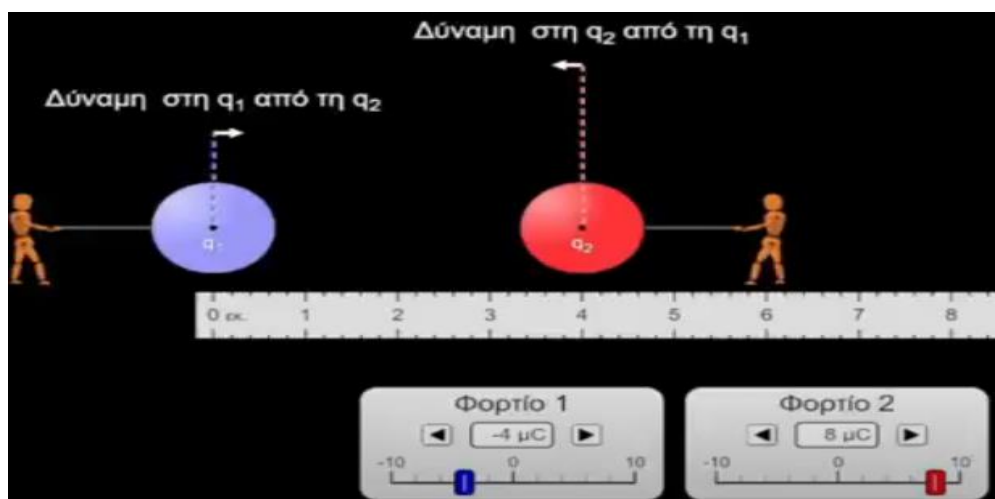 Δύναμη στη q₂ από τη q₁
Δύναμη στη q₁ από τη q₂
q₁
q₂
0 εκ. 1 2 3 4 5 6 7 8
Φορτίο 1
-4 μC
-10 0 10
Φορτίο 2
8 μC
-10 0 10